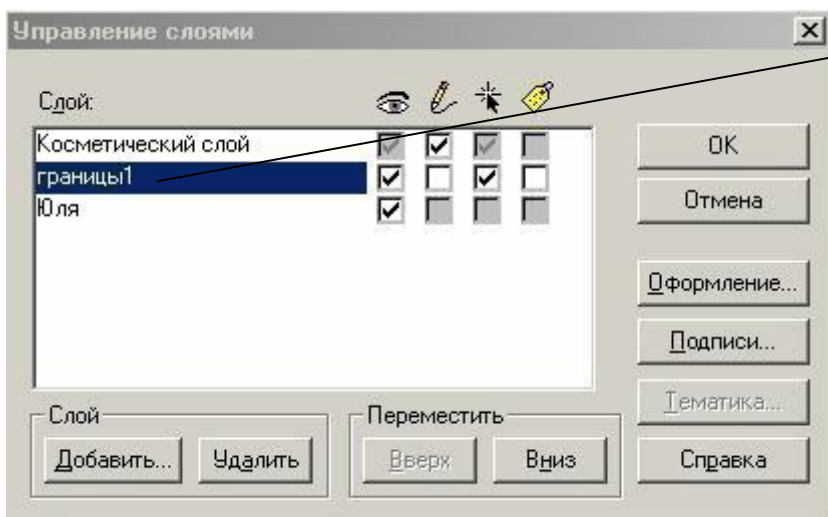 Управление слоями
Слой:
Косметический слой
границы1
Юля
OK
Отмена
Оформление...
Подписи...
Тематика...
Справка
Слой
Добавить...
Удалить
Переместить
Вверх
Вниз